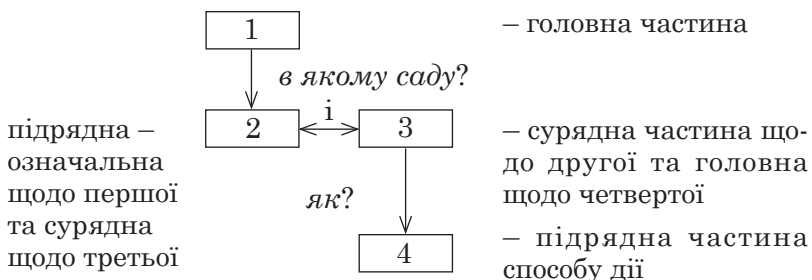 1
– головна частина
в якому саду?
підрядна –
означальна
щодо першої
та сурядна
щодо третьої
2
і
3
– сурядна частина що-
до другої та головна
щодо четвертої
як?
4
– підрядна частина
способу дії